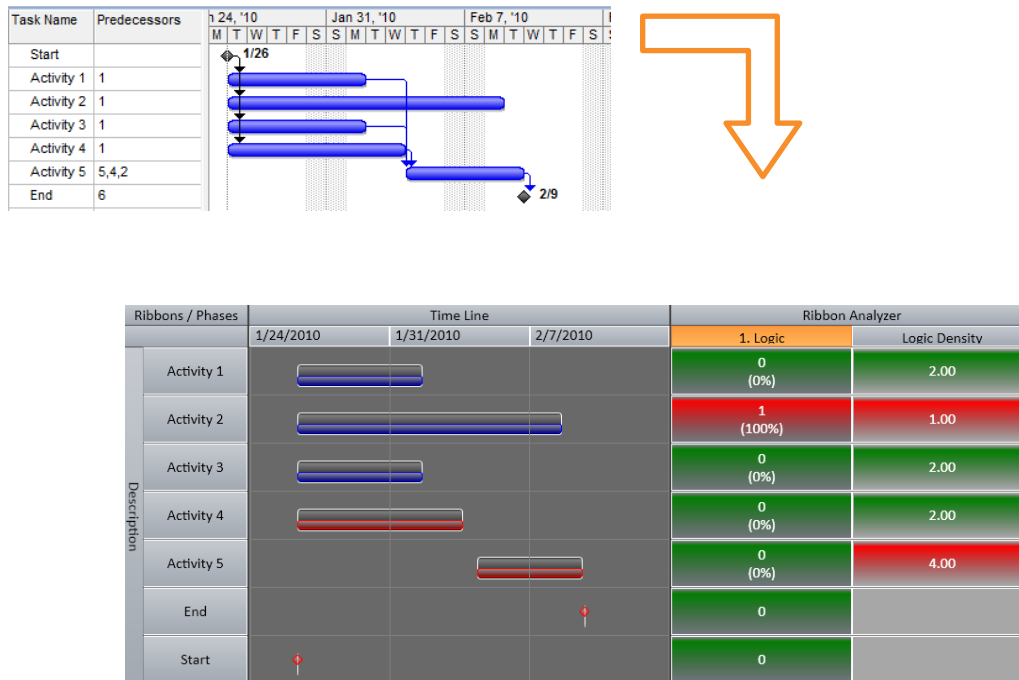 Task Name Predecessors 24, '10 Jan 31, '10 Feb 7, '10
M T W T F S S M T W T F S S M T W T F S
Start 1/26
Activity 1 1
Activity 2 1
Activity 3 1
Activity 4 1
Activity 5 5,4,2
End 6 2/9
Ribbons / Phases Time Line Ribbon Analyzer
1/24/2010 1/31/2010 2/7/2010 1. Logic Logic Density
Description
Activity 1 0 2.00
(0%)
Activity 2 1 1.00
(100%)
Activity 3 0 2.00
(0%)
Activity 4 0 2.00
(0%)
Activity 5 0 4.00
(0%)
End 0
Start 0